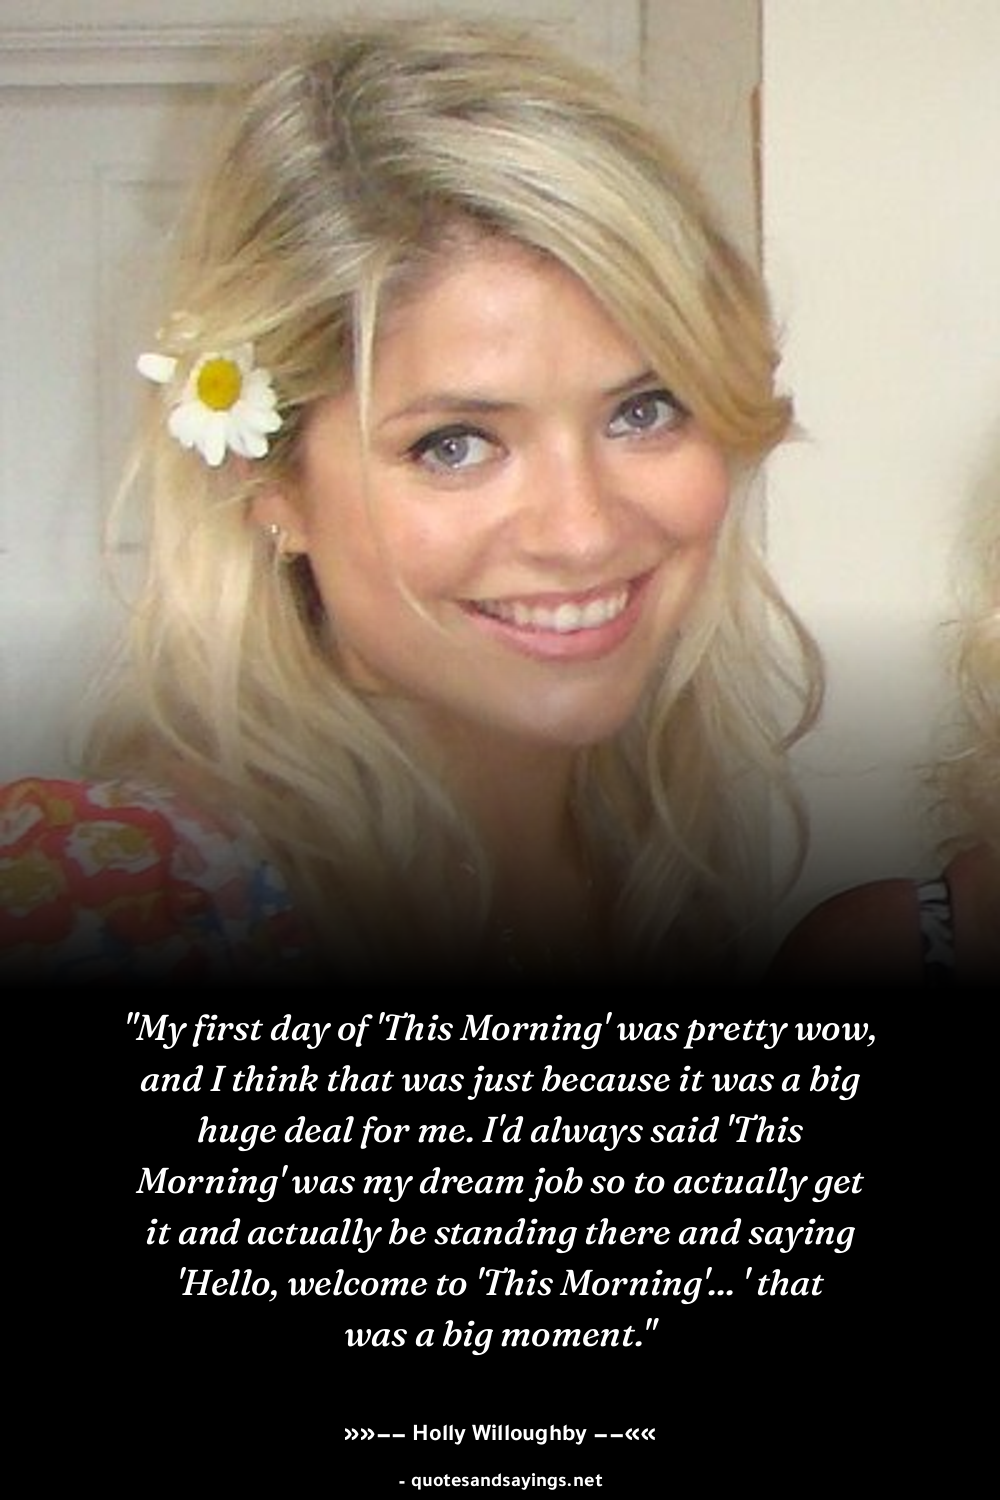 "My first day of 'This Morning' was pretty wow,
and I think that was just because it was a big
huge deal for me. I'd always said 'This
Morning' was my dream job so to actually get
it and actually be standing there and saying
'Hello, welcome to 'This Morning'... ' that
was a big moment."
»»–– Holly Willoughby ––««
- quotesandsayings.net